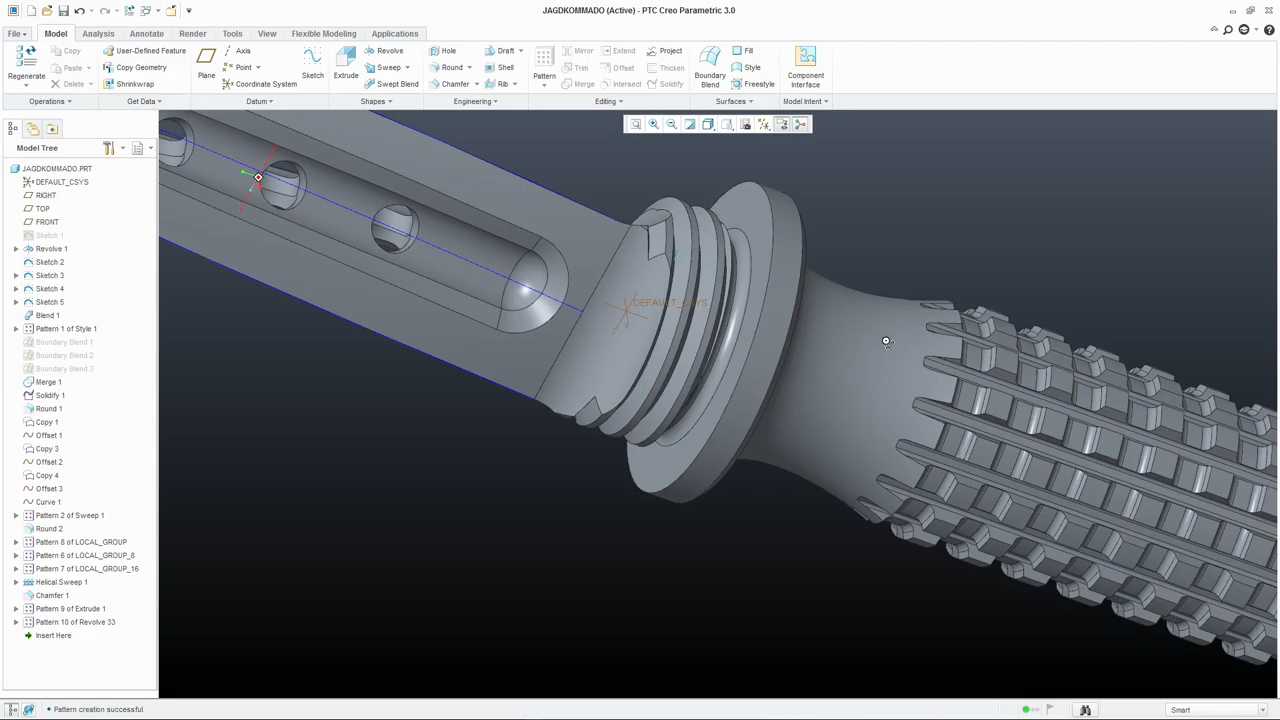 JAGDKOMMADO (Active) - PTC Creo Parametric 3.0
File
Model
Analysis
Annotate
Render
Tools
View
Flexible Modeling
Applications
Regenerate
Copy
Paste
Delete
Operations
User-Defined Feature
Copy Geometry
Shrinkwrap
Get Data
Plane
Axis
Point
Coordinate System
Sketch
Datum
Extrude
Revolve
Sweep
Swept Blend
Shapes
Hole
Round
Chamfer
Draft
Shell
Rib
Engineering
Pattern
Mirror
Trim
Merge
Extend
Offset
Intersect
Project
Thicken
Solidify
Editing
Boundary
Blend
Fill
Style
Freestyle
Surfaces
Component
Interface
Model Intent
Model Tree
JAGDKOMMADO.PRT
DEFAULT_CSYS
RIGHT
TOP
FRONT
Sketch 1
Revolve 1
Sketch 2
Sketch 3
Sketch 4
Sketch 5
Blend 1
Pattern 1 of Style 1
Boundary Blend 1
Boundary Blend 2
Boundary Blend 3
Merge 1
Solidify 1
Round 1
Copy 1
Offset 1
Copy 3
Offset 2
Copy 4
Offset 3
Curve 1
Pattern 2 of Sweep 1
Round 2
Pattern 8 of LOCAL_GROUP
Pattern 6 of LOCAL_GROUP_8
Pattern 7 of LOCAL_GROUP_16
Helical Sweep 1
Chamfer 1
Pattern 9 of Extrude 1
Pattern 10 of Revolve 33
Insert Here
DEFAULT_CSYS
Pattern creation successful.
Smart